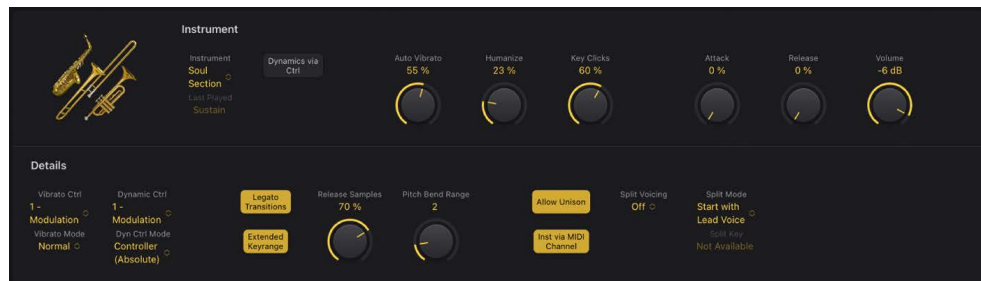 Instrument
Instrument
Soul
Section
Last Played
Sustain
Dynamics via
Ctrl
Auto Vibrato
55 %
Humanize
23 %
Key Clicks
60 %
Attack
0 %
Release
0 %
Volume
-6 dB
Details
Vibrato Ctrl
1 -
Modulation
Vibrato Mode
Normal
Dynamic Ctrl
1 -
Modulation
Dyn Ctrl Mode
Controller
(Absolute)
Legato
Transitions
Extended
Keyrange
Release Samples
70 %
Pitch Bend Range
2
Allow Unison
Inst via MIDI
Channel
Split Voicing
Off
Split Mode
Start with
Lead Voice
Split Key
Not Available